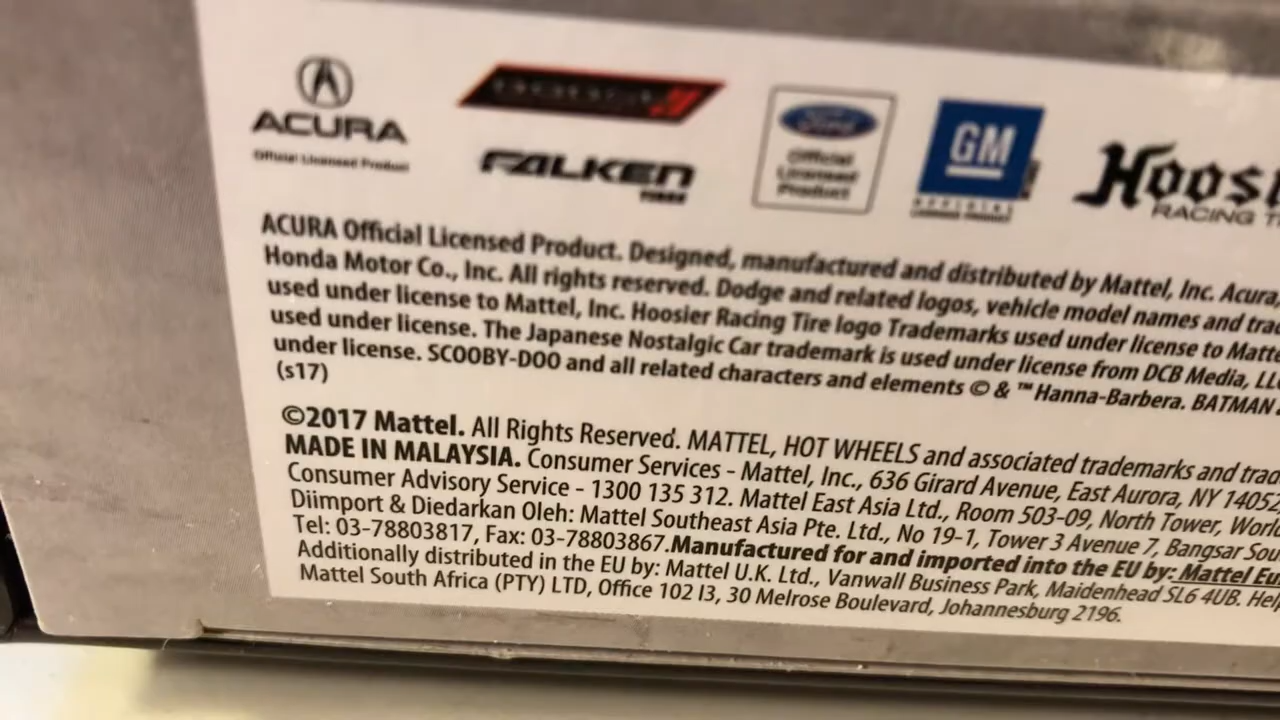 ACURA
Official Licensed Product
FALKEN
TIRES
Ford
Official
Licensed
Product
GM
OFFICIAL
LICENSED PRODUCT
RACING
ACURA Official Licensed Product. Designed, manufactured and distributed by Mattel, Inc. Acura,
Honda Motor Co., Inc. All rights reserved. Dodge and related logos, vehicle model names and
used under license to Mattel, Inc. Hoosier Racing Tire logo Trademarks used under license to
used under license. The Japanese Nostalgic Car trademark is used under license from DCB Media,
under license. SCOOBY-DOO and all related characters and elements © & ™ Hanna-Barbera. BATMAN
(s17)
©2017 Mattel. All Rights Reserved. MATTEL, HOT WHEELS and associated trademarks and
MADE IN MALAYSIA. Consumer Services - Mattel, Inc., 636 Girard Avenue, East Aurora, NY 14052
Consumer Advisory Service - 1300 135 312. Mattel East Asia Ltd., Room 503-09, North Tower,
Diimport & Diedarkan Oleh: Mattel Southeast Asia Pte. Ltd., No 19-1, Tower 3 Avenue 7, Bangsar
Tel: 03-78803817, Fax: 03-78803867. Manufactured for and imported into the EU by: Mattel
Additionally distributed in the EU by: Mattel U.K. Ltd., Vanwall Business Park, Maidenhead SL6 4UB.
Mattel South Africa (PTY) LTD, Office 102 I3, 30 Melrose Boulevard, Johannesburg 2196.